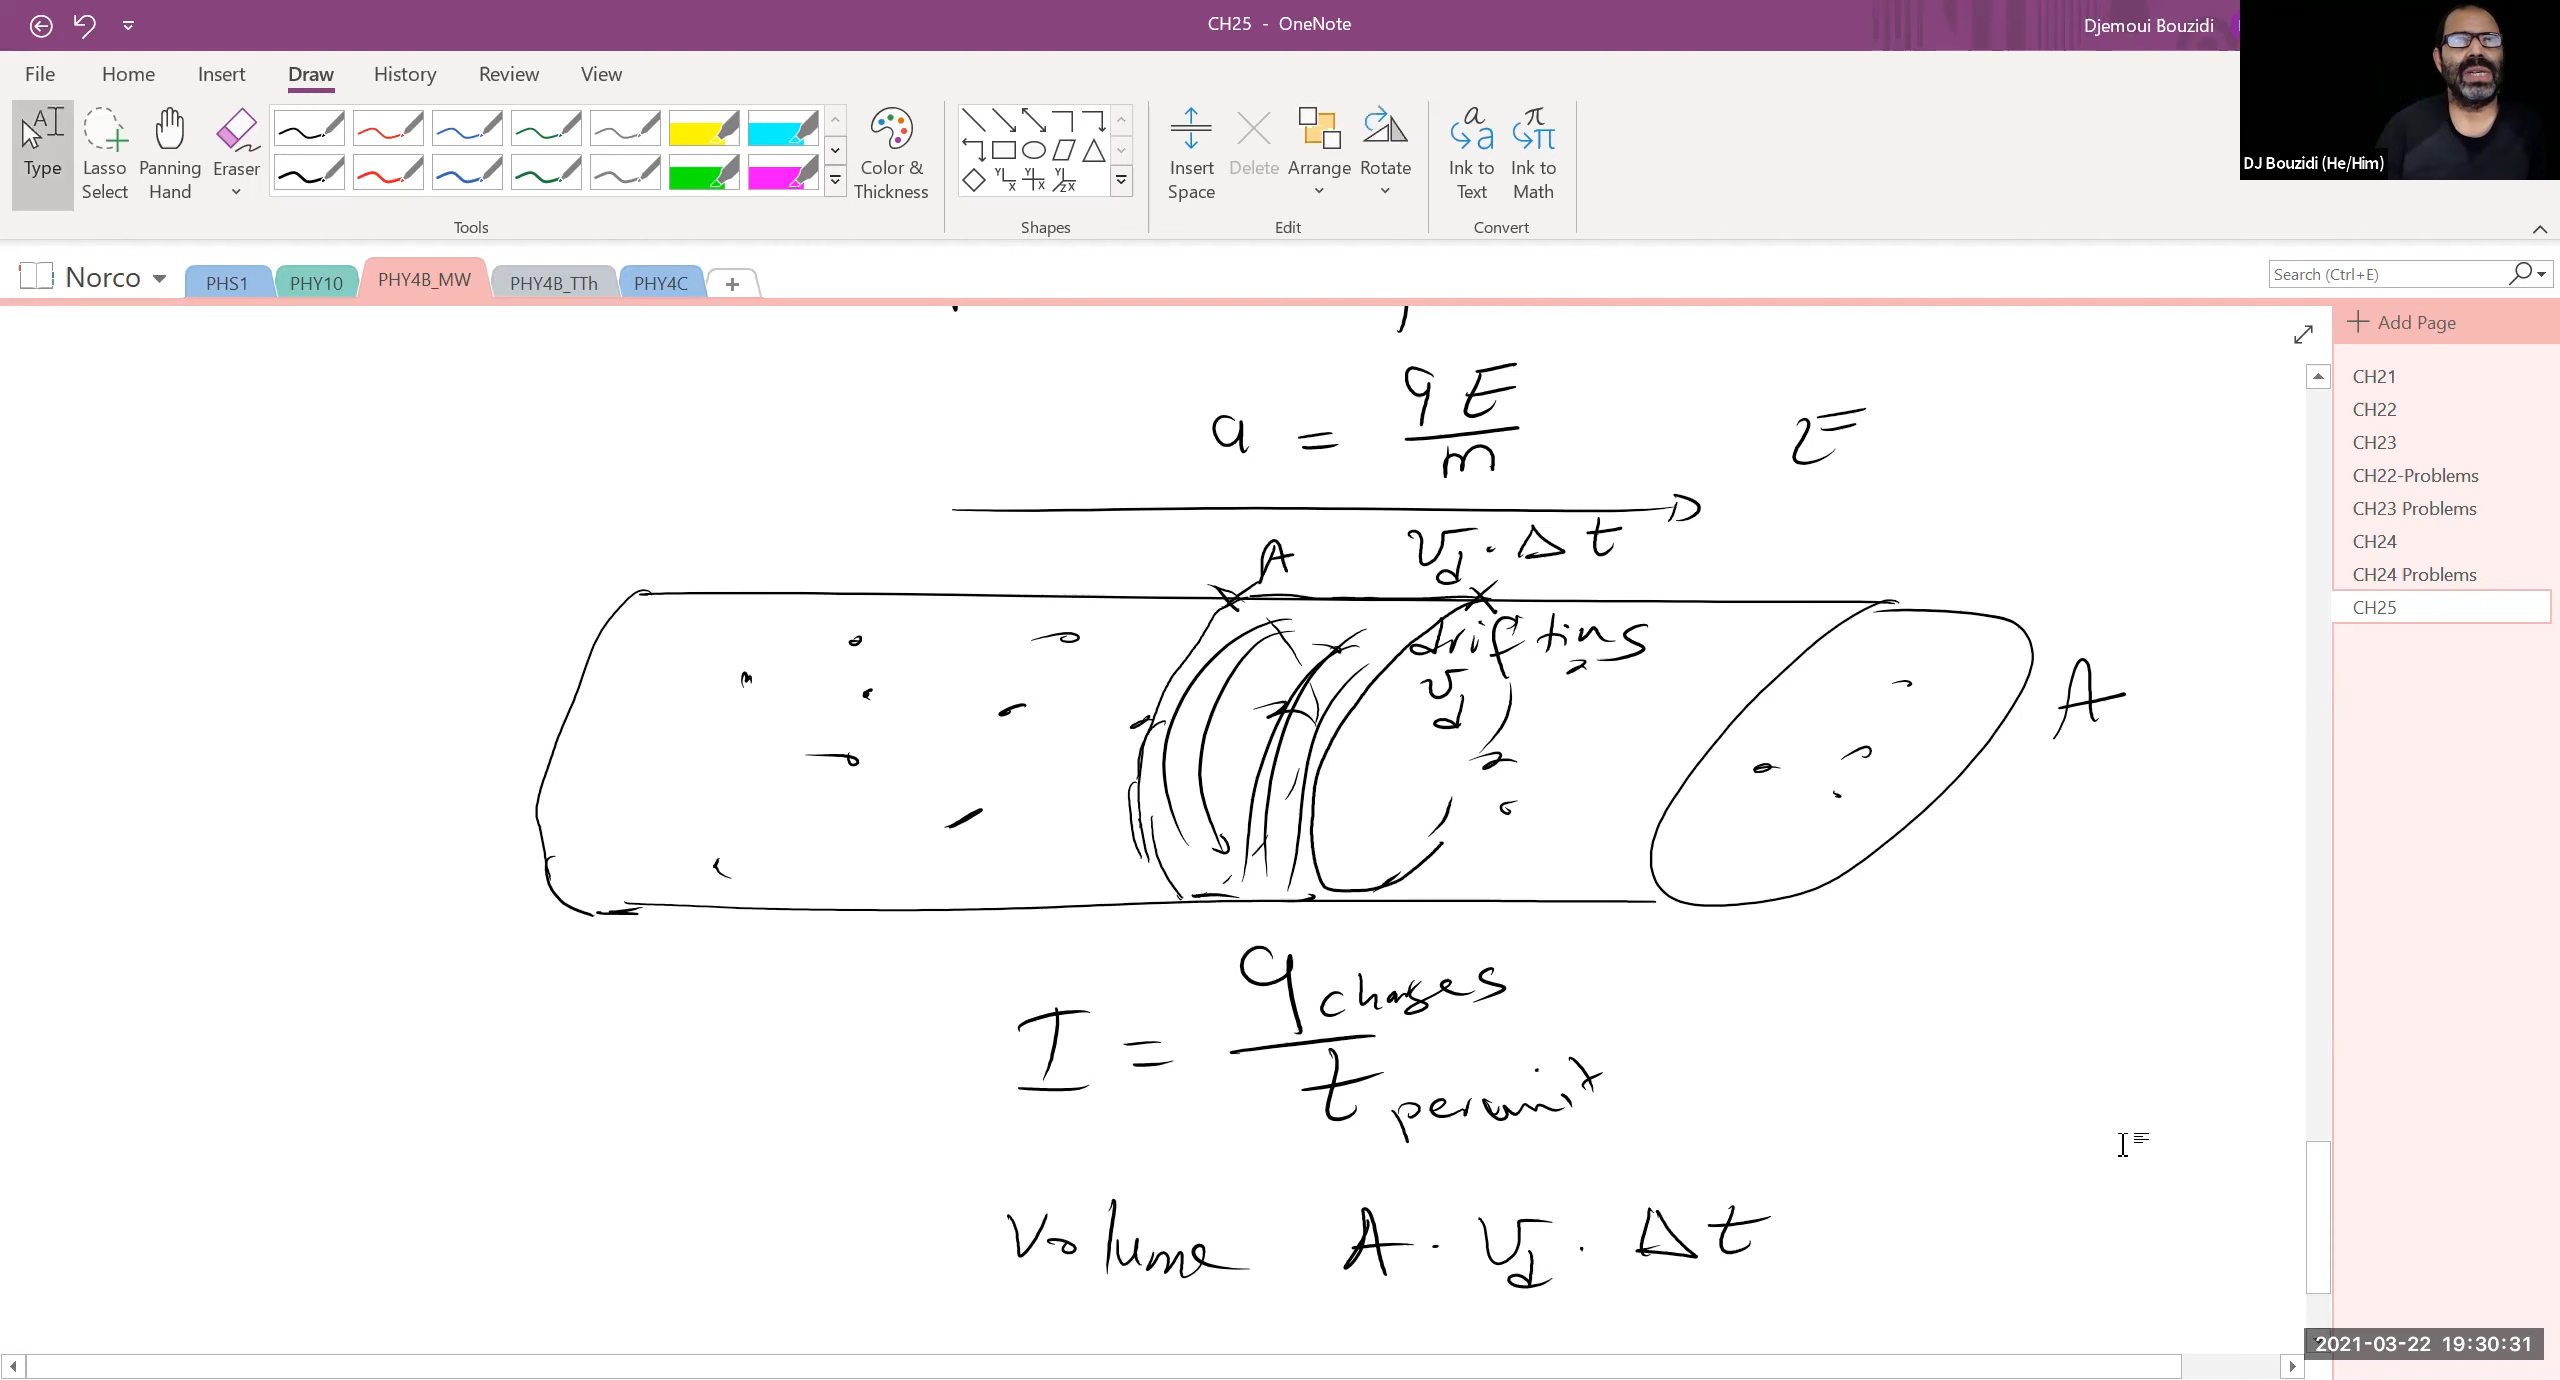 CH25 - OneNote
Djemoui Bouzidi
File Home Insert Draw History Review View
Type
Lasso Select
Panning Hand
Eraser
Color & Thickness
Insert Space
Delete
Arrange
Rotate
Ink to Text
Ink to Math
Tools
Shapes
Edit
Convert
DJ Bouzidi (He/Him)
Norco
PHS1 PHY10 PHY4B_MW PHY4B_TTh PHY4C +
Search (Ctrl+E)
Add Page
CH21
CH22
CH23
CH22-Problems
CH23 Problems
CH24
CH24 Problems
CH25
a = qE/m
E
v_d · Δt
A
drifting
v_d
A
I = q charges / t per unit
Volume A · v_d · Δt
2021-03-22 19:30:31